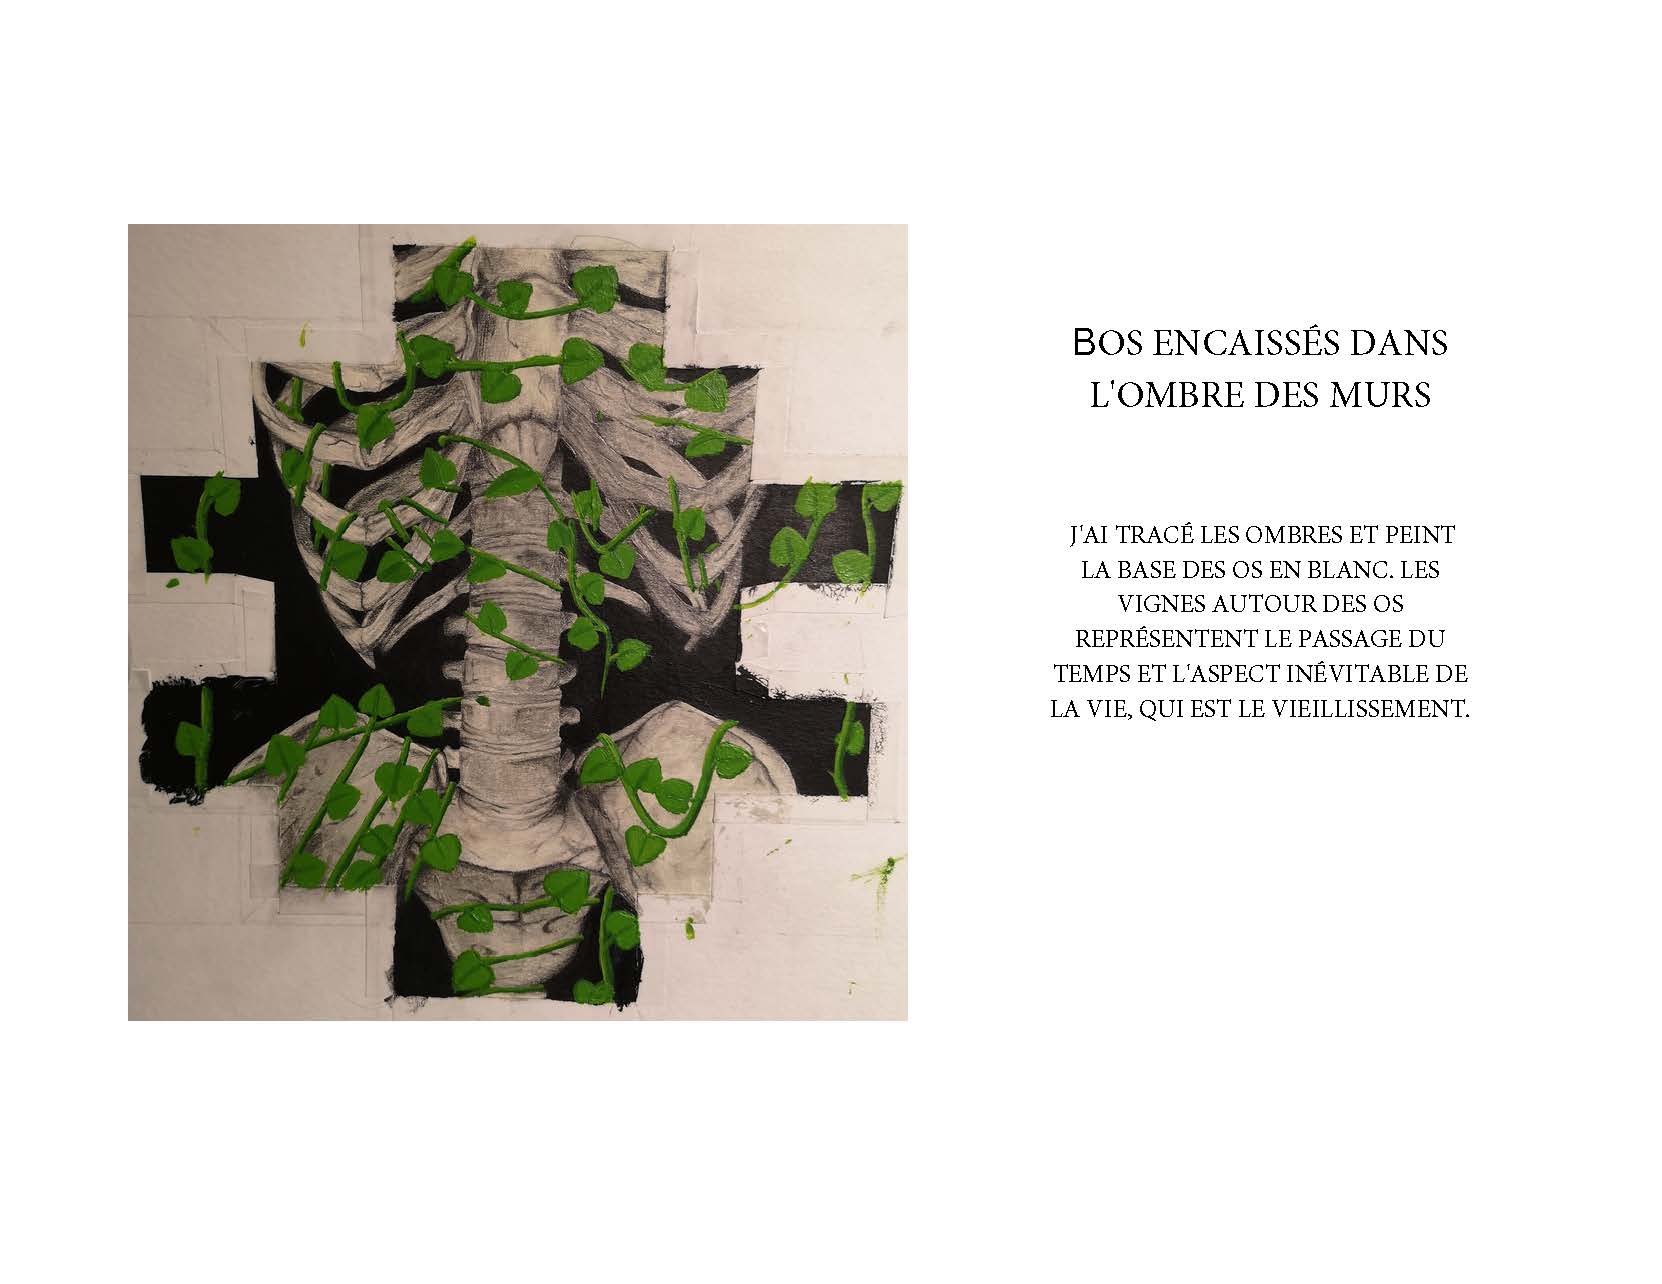 BOS ENCAISSÉS DANS
L'OMBRE DES MURS
J'AI TRACÉ LES OMBRES ET PEINT
LA BASE DES OS EN BLANC. LES
VIGNES AUTOUR DES OS
REPRÉSENTENT LE PASSAGE DU
TEMPS ET L'ASPECT INÉVITABLE DE
LA VIE, QUI EST LE VIEILLISSEMENT.